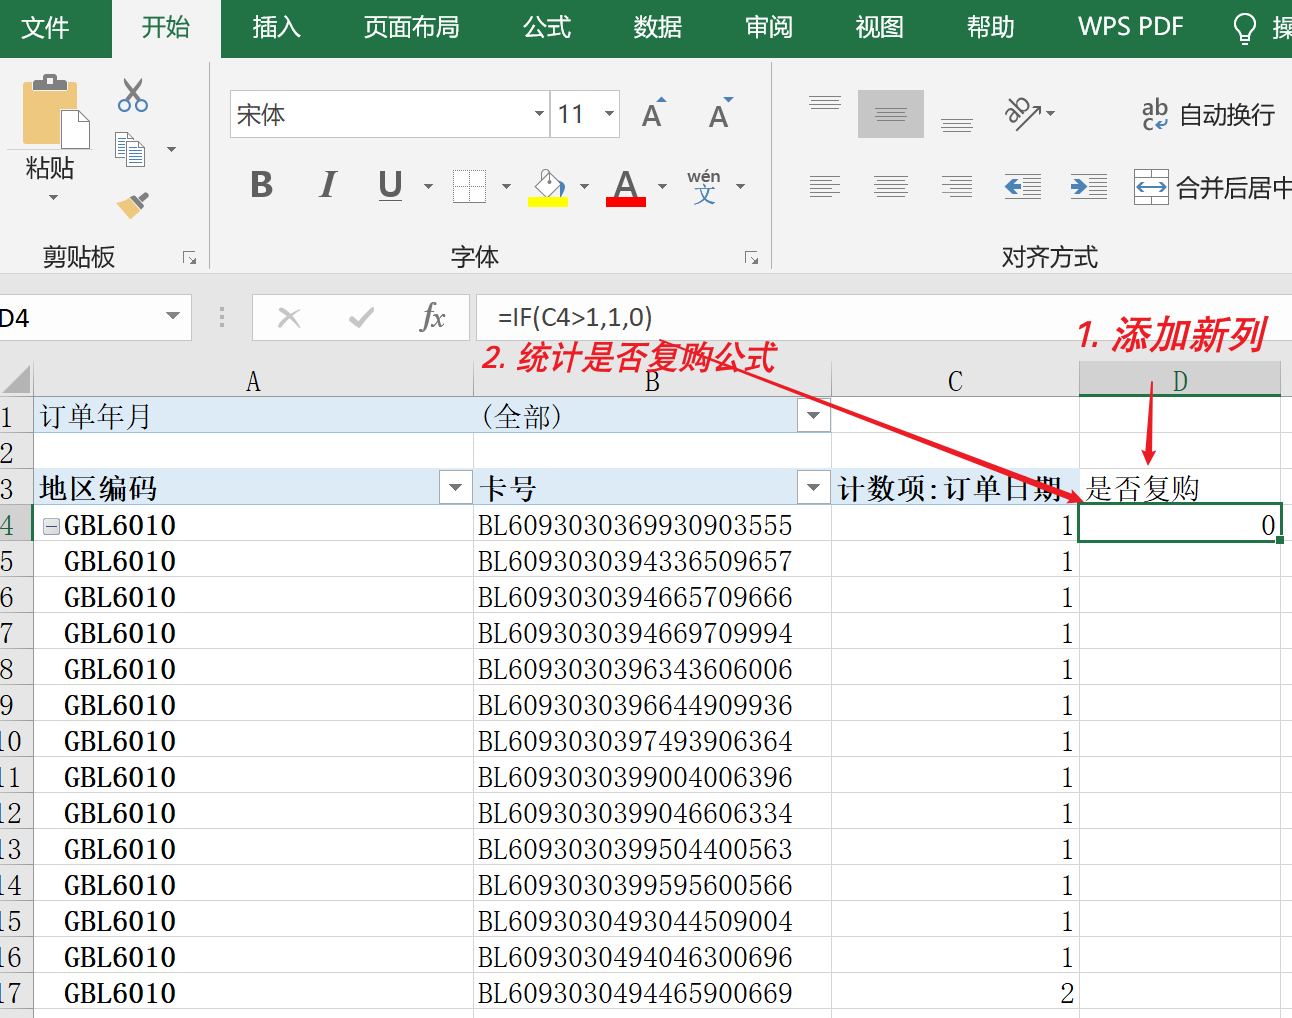 文件 开始 插入 页面布局 公式 数据 审阅 视图 帮助 WPS PDF 操
宋体 11 A A ab c 自动换行
粘贴 B I U A wén 文 合并后居中
剪贴板 字体 对齐方式
D4 fx =IF(C4>1,1,0)
1. 添加新列
2. 统计是否复购公式
A B C D
1 订单年月 (全部)
2
3 地区编码 卡号 计数项:订单日期 是否复购
4 GBL6010 BL6093030369930903555 1 0
5 GBL6010 BL6093030394336509657 1
6 GBL6010 BL6093030394665709666 1
7 GBL6010 BL6093030394669709994 1
8 GBL6010 BL6093030396343606006 1
9 GBL6010 BL6093030396644909936 1
10 GBL6010 BL6093030397493906364 1
11 GBL6010 BL6093030399004006396 1
12 GBL6010 BL6093030399046606334 1
13 GBL6010 BL6093030399504400563 1
14 GBL6010 BL6093030399595600566 1
15 GBL6010 BL6093030493044509004 1
16 GBL6010 BL6093030494046300696 1
17 GBL6010 BL6093030494465900669 2